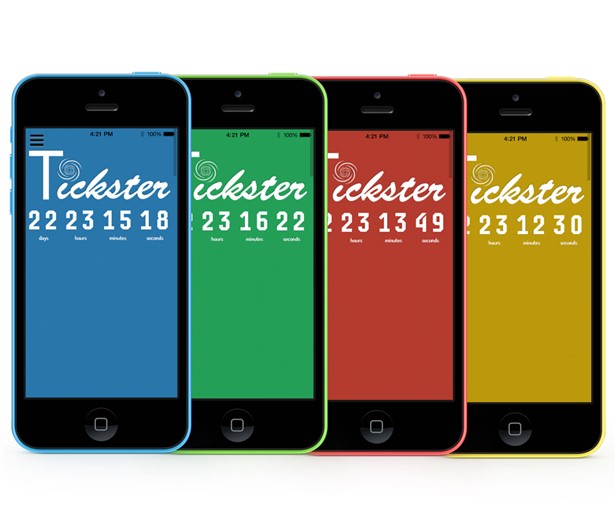 4:21 PM 100%
Tickster
22 23 15 18
days hours minutes seconds
4:21 PM 100%
ickster
23 16 22
hours minutes seconds
4:21 PM 100%
ickster
23 13 49
hours minutes seconds
4:21 PM 100%
ickster
23 12 30
hours minutes seconds